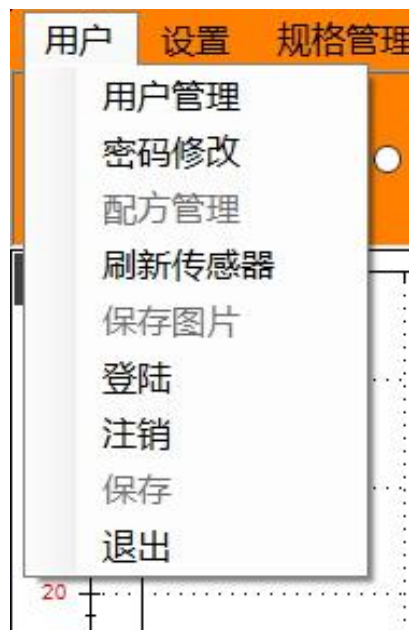 用户 设置 规格管理
用户管理
密码修改
配方管理
刷新传感器
保存图片
登陆
注销
保存
退出
20